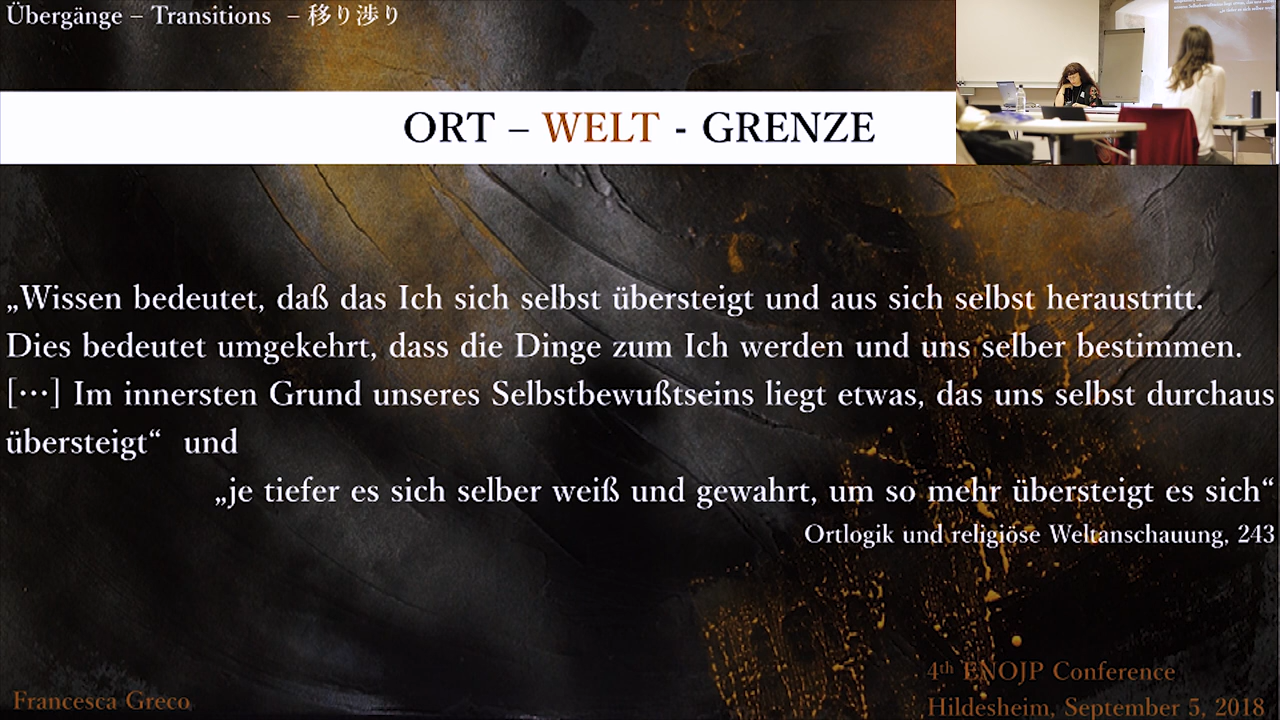 Übergänge – Transitions – 移り渉り
ORT – WELT - GRENZE
„Wissen bedeutet, daß das Ich sich selbst übersteigt und aus sich selbst heraustritt.
Dies bedeutet umgekehrt, dass die Dinge zum Ich werden und uns selber bestimmen.
[…] Im innersten Grund unseres Selbstbewußtseins liegt etwas, das uns selbst durchaus
übersteigt“ und
„je tiefer es sich selber weiß und gewahrt, um so mehr übersteigt es sich“
Ortlogik und religiöse Weltanschauung, 243
Francesca Greco
4th ENOJP Conference
Hildesheim, September 5, 2018